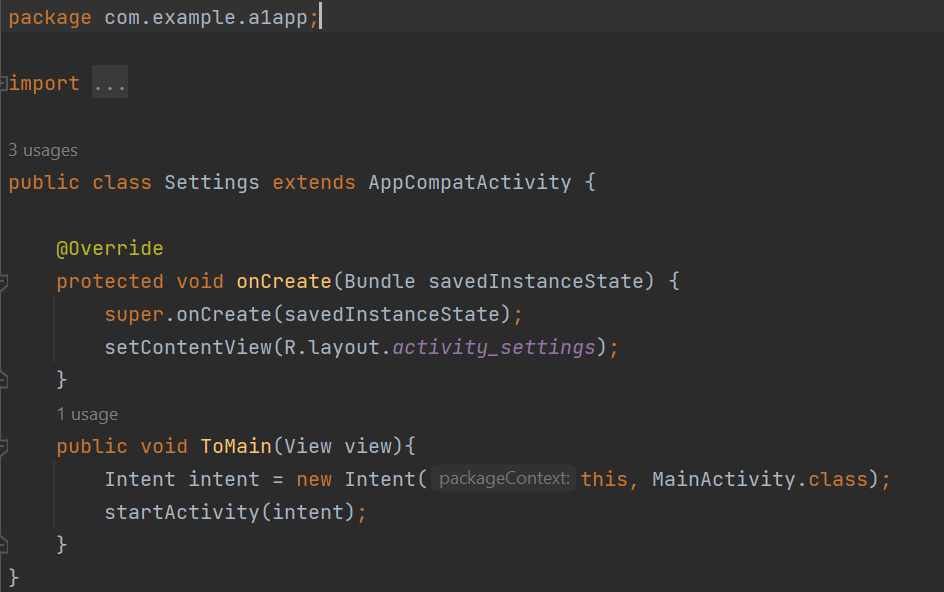 package com.example.a1app;
import ...
3 usages
public class Settings extends AppCompatActivity {
@Override
protected void onCreate(Bundle savedInstanceState) {
super.onCreate(savedInstanceState);
setContentView(R.layout.activity_settings);
}
1 usage
public void ToMain(View view){
Intent intent = new Intent( packageContext: this, MainActivity.class);
startActivity(intent);
}
}